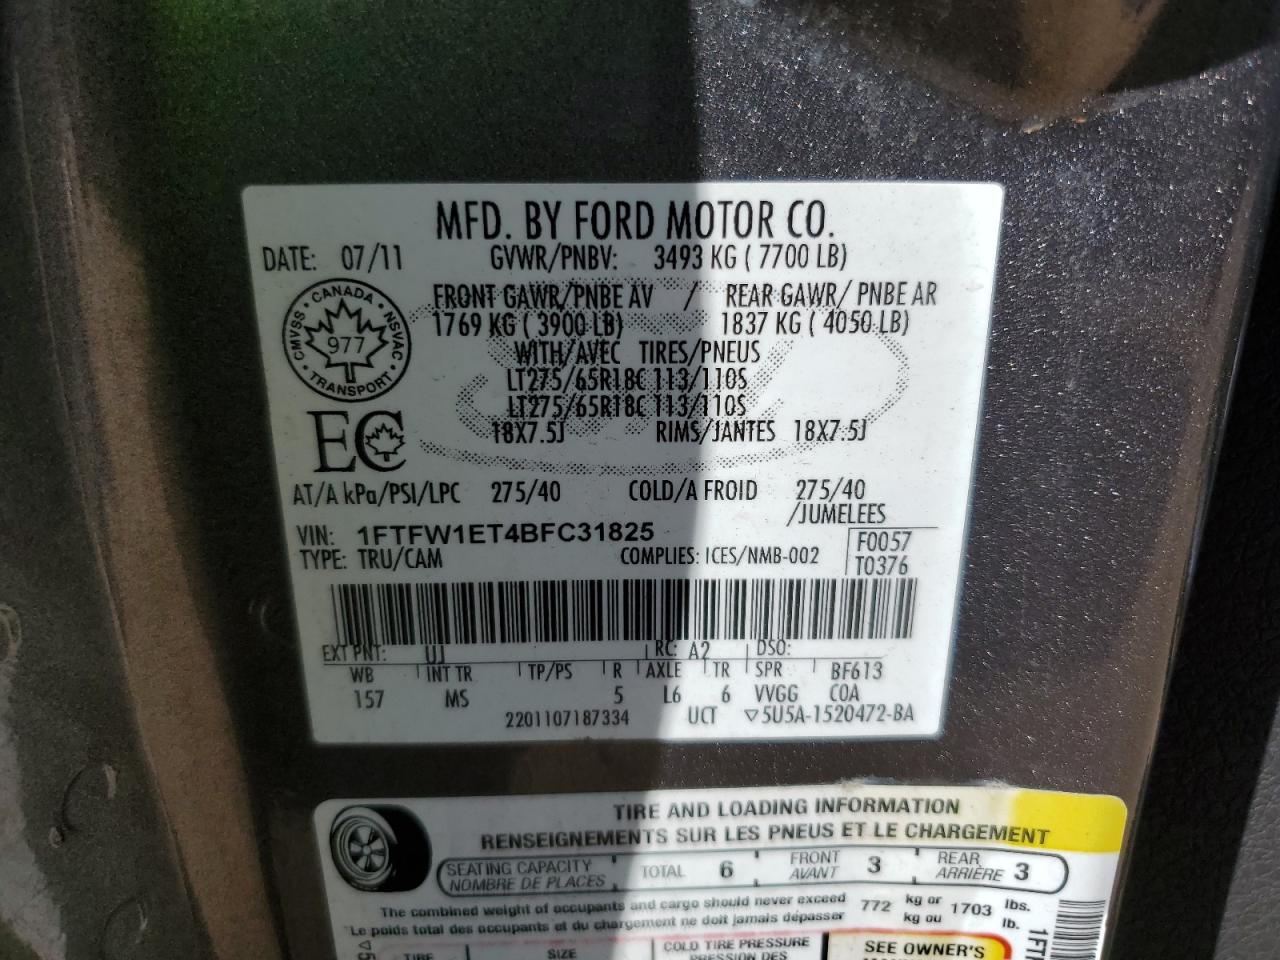 MFD. BY FORD MOTOR CO.
DATE: 07/11 GVWR/PNBV: 3493 KG ( 7700 LB)
FRONT GAWR/PNBE AV / REAR GAWR/ PNBE AR
1769 KG ( 3900 LB) 1837 KG ( 4050 LB)
WITH/AVEC TIRES/PNEUS
LT275/65R18C 113/110S
LT275/65R18C 113/110S
18X7.5J RIMS/JANTES 18X7.5J
CANADA • NSVAC • TRANSPORT • CMVSS •
977
EC
AT/A kPa/PSI/LPC 275/40 COLD/A FROID 275/40
/JUMELEES
VIN: 1FTFW1ET4BFC31825
F0057
TYPE: TRU/CAM COMPLIES: ICES/NMB-002
T0376
EXT PNT: UJ RC: A2 DSO:
WB INT TR TP/PS R AXLE TR SPR BF613
157 MS 5 L6 6 VVGG COA
2201107187334 UCT ▽5U5A-1520472-BA
TIRE AND LOADING INFORMATION
RENSEIGNEMENTS SUR LES PNEUS ET LE CHARGEMENT
SEATING CAPACITY TOTAL 6 FRONT 3 REAR 3
NOMBRE DE PLACES AVANT ARRIÈRE
The combined weight of occupants and cargo should never exceed 772 kg or 1703 lbs.
Le poids total des occupants et du chargement ne doit jamais dépasser kg ou lb.
TIRE SIZE COLD TIRE PRESSURE SEE OWNER'S
PRESSION DES
1FT